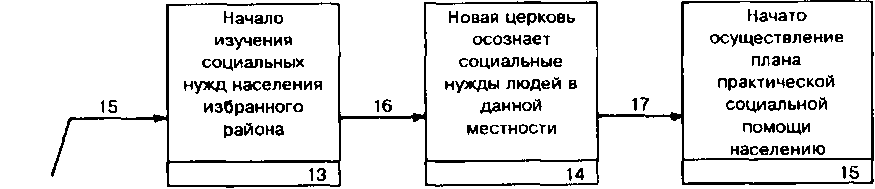 15
Начало
изучения
социальных
нужд населения
избранного
района
13
16
Новая церковь
осознает
социальные
нужды людей в
данной
местности
14
17
Начато
осуществление
плана
практической
социальной
помощи
населению
15